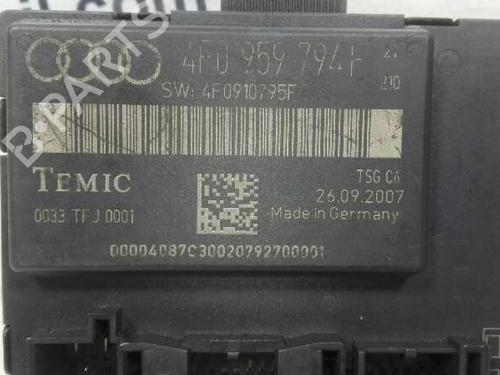 4F0 959 794 F
21
210
SW: 4F0910795F
TEMIC
TSG C6
26.09.2007
0033 TFJ 0001
Made in Germany
00004087C30020792700001
B-PARTS